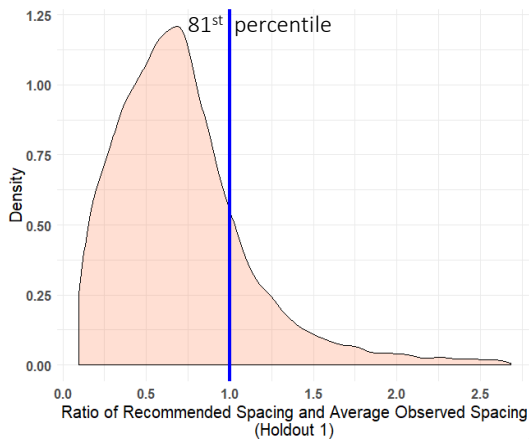 81st percentile
1.25
1.00
0.75
0.50
0.25
0.00
Density
0.0 0.5 1.0 1.5 2.0 2.5
Ratio of Recommended Spacing and Average Observed Spacing
(Holdout 1)